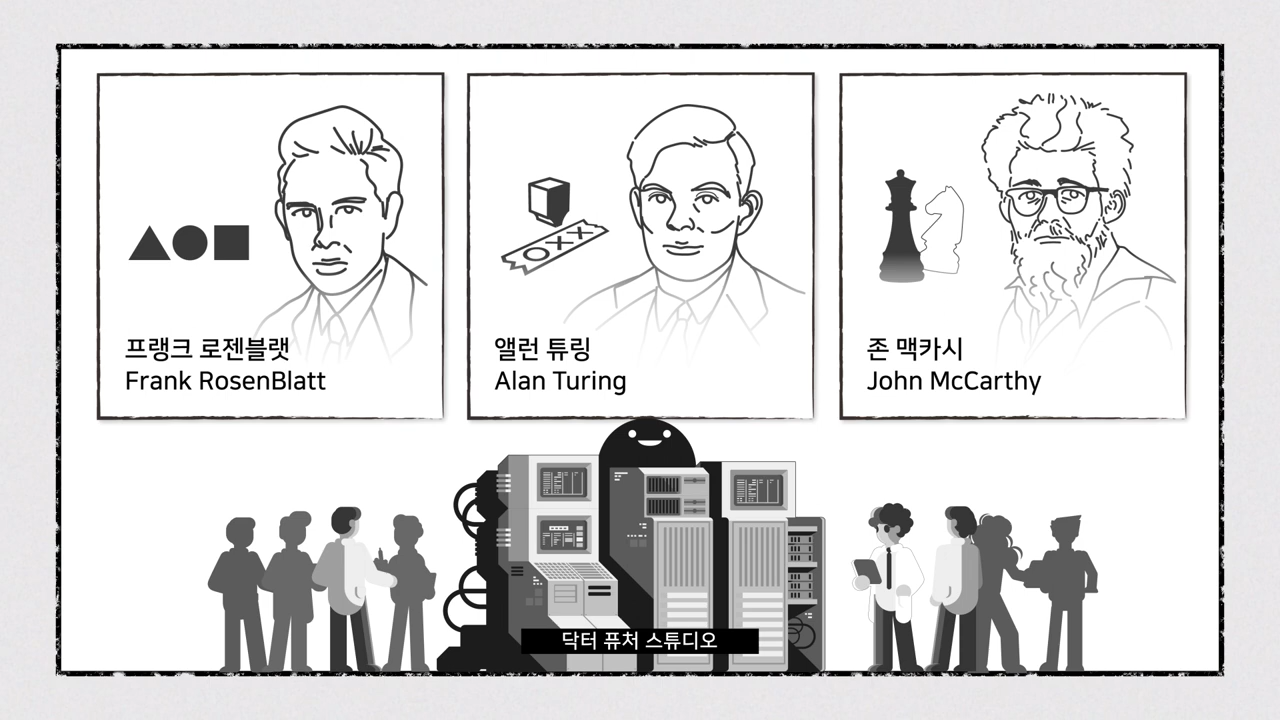 프랭크 로젠블랫
Frank RosenBlatt
앨런 튜링
Alan Turing
존 맥카시
John McCarthy
OXX
닥터 퓨처 스튜디오